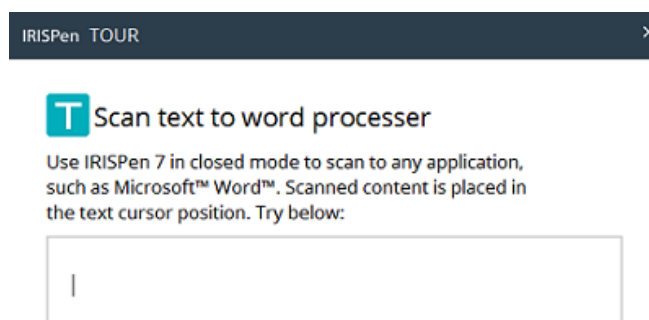 IRISPen TOUR
T Scan text to word processer
Use IRISPen 7 in closed mode to scan to any application,
such as Microsoft™ Word™. Scanned content is placed in
the text cursor position. Try below: